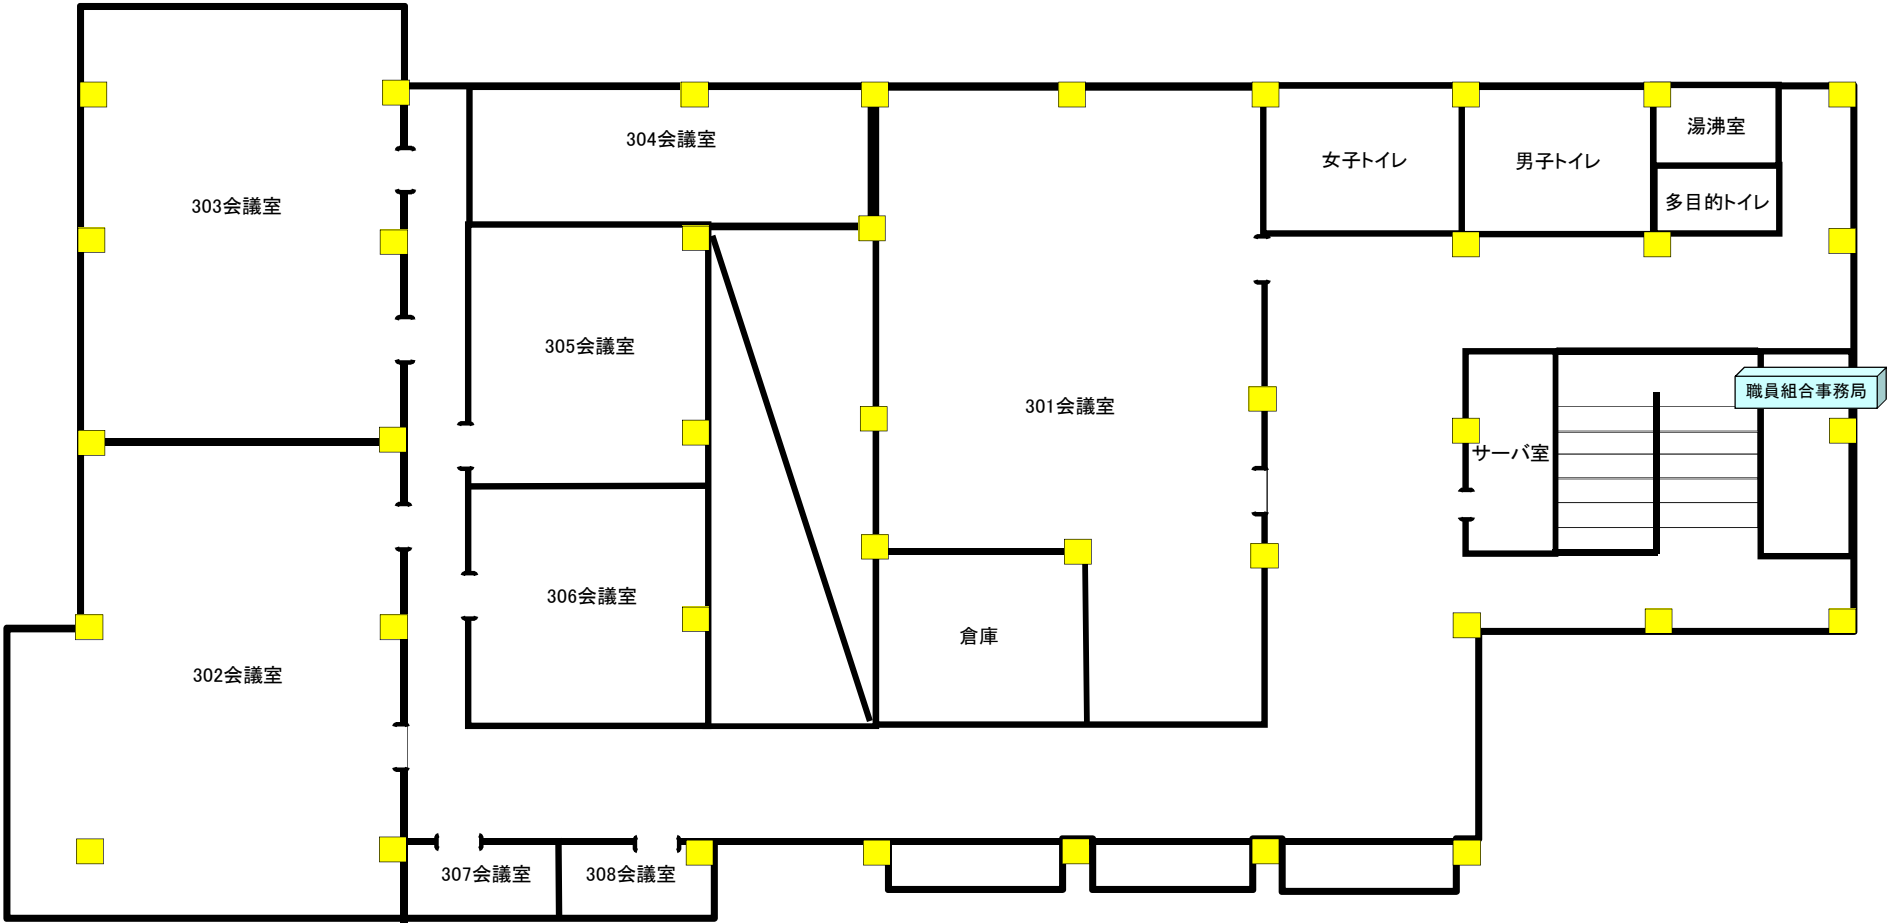 304会議室
湯沸室
女子トイレ
男子トイレ
303会議室
多目的トイレ
305会議室
職員組合事務局
301会議室
サーバ室
306会議室
倉庫
302会議室
307会議室
308会議室